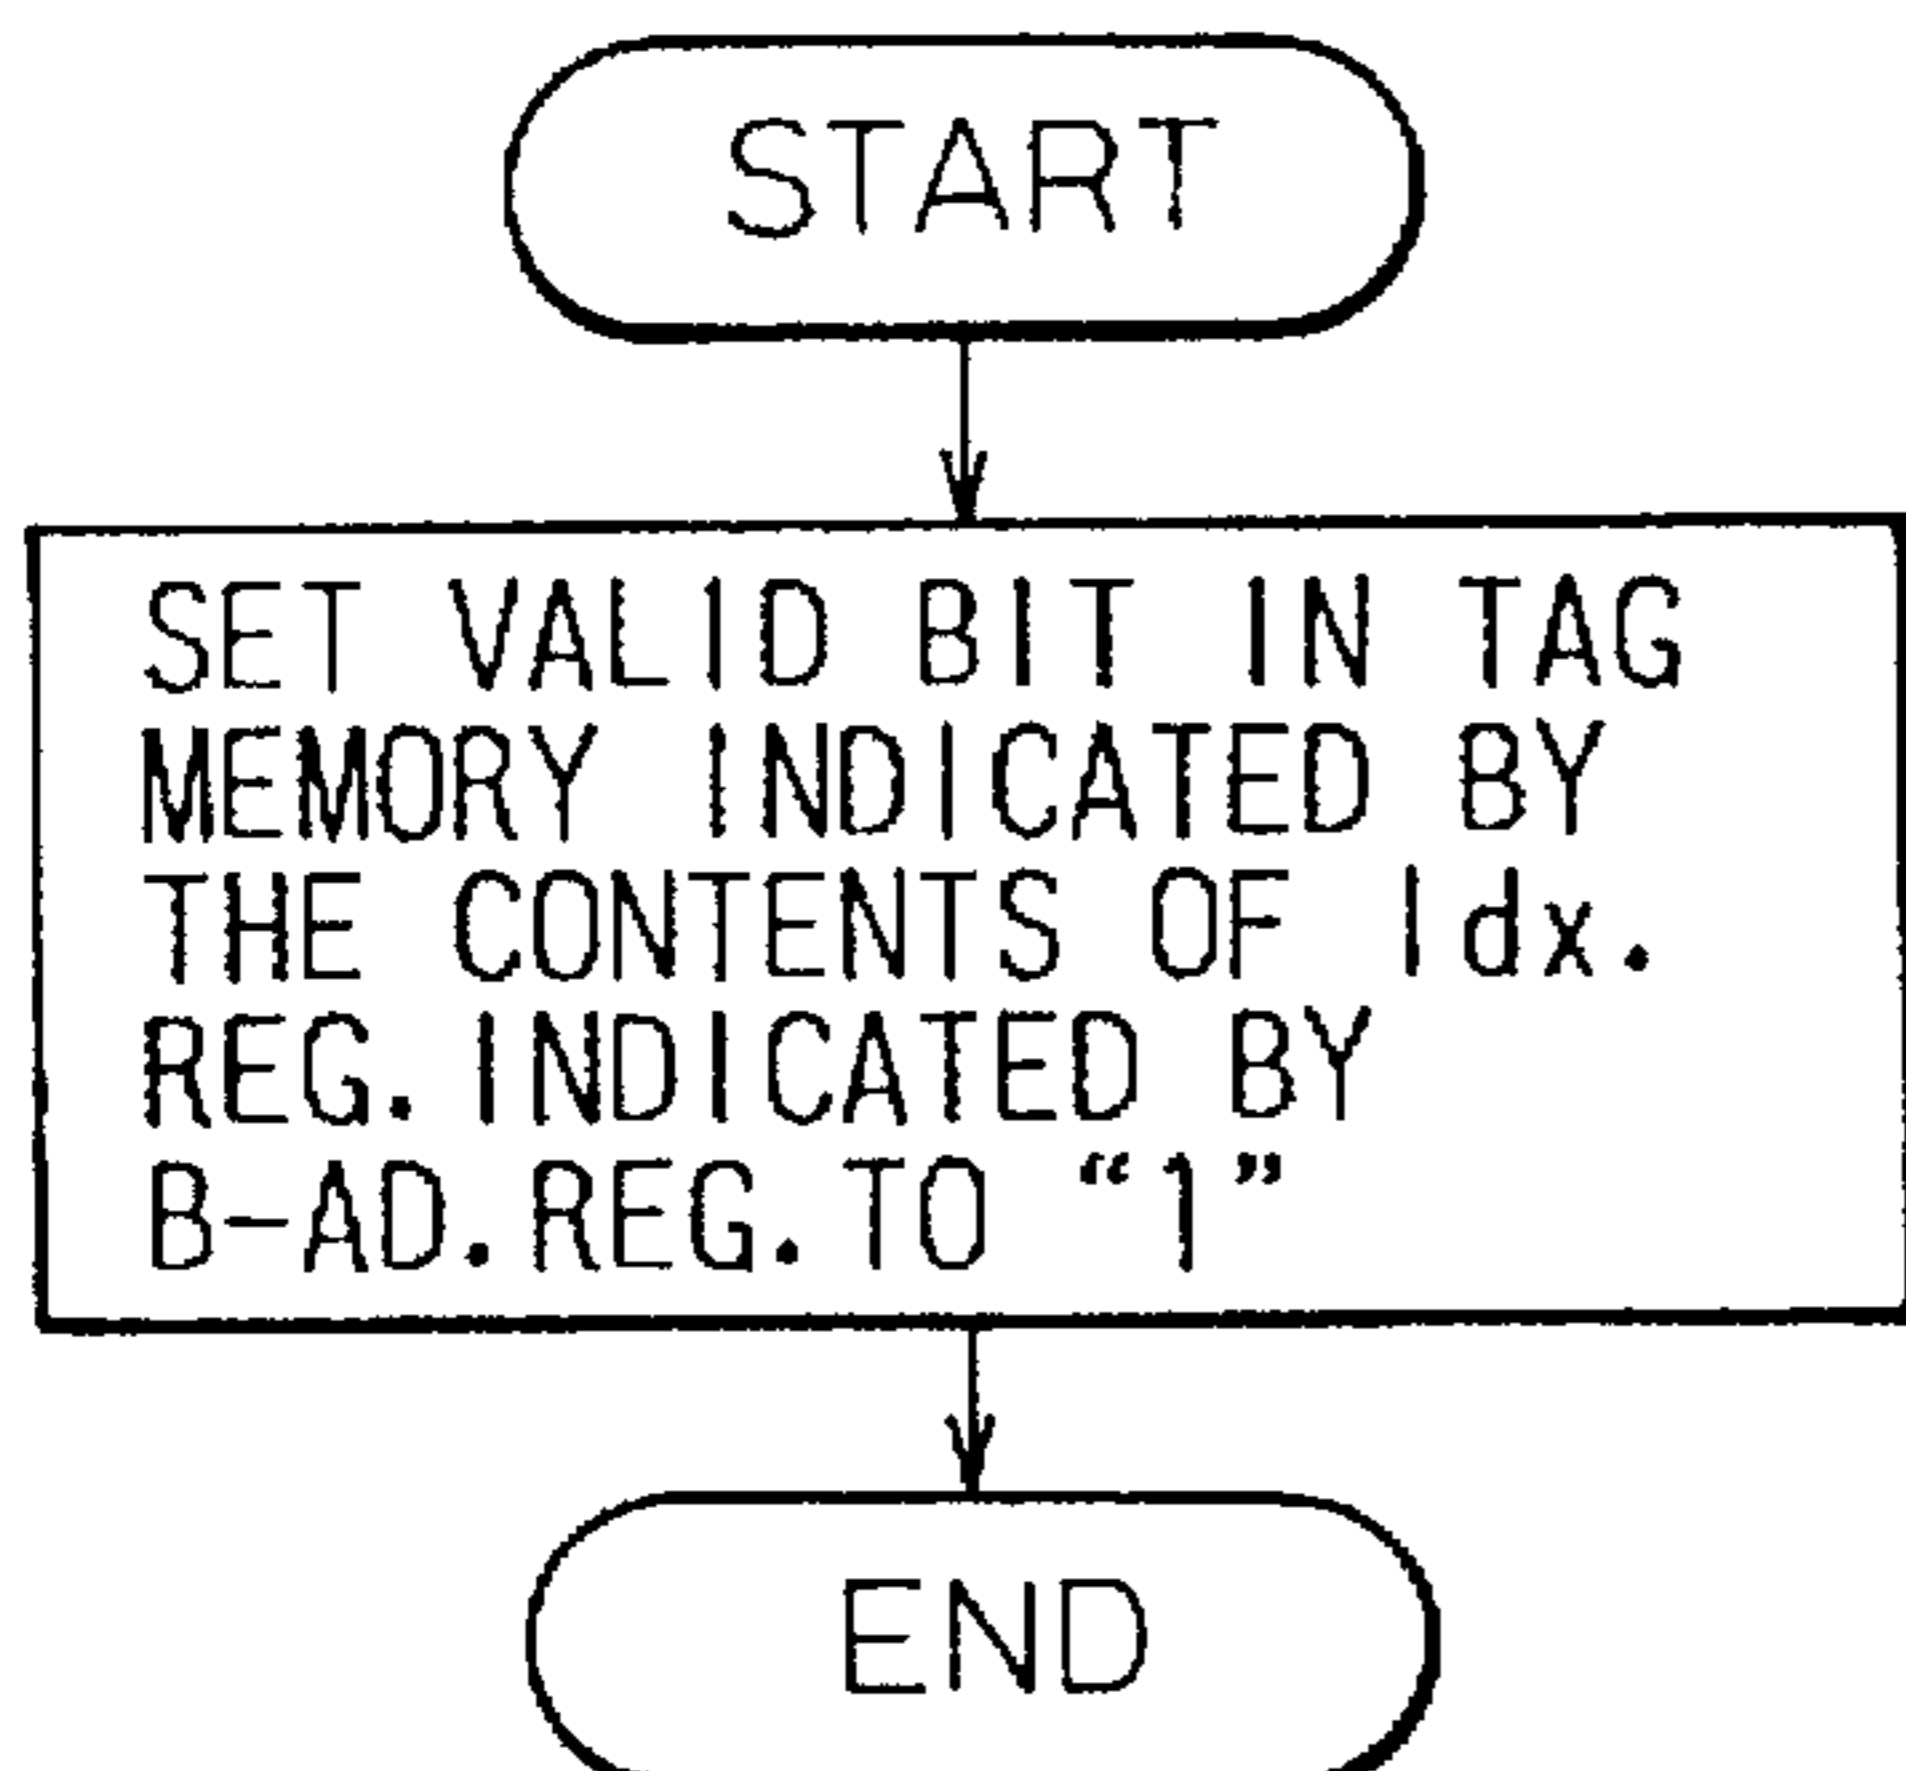 START
SET VALID BIT IN TAG
MEMORY INDICATED BY
THE CONTENTS OF Idx.
REG. INDICATED BY
B-AD. REG. TO “1”
END